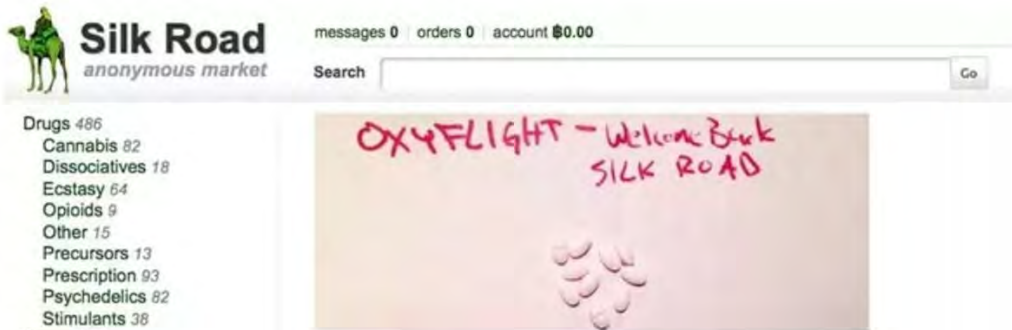 Silk Road
anonymous market
messages 0 orders 0 account ฿0.00
Search
Go
Drugs 486
Cannabis 82
Dissociatives 18
Ecstasy 64
Opioids 9
Other 15
Precursors 13
Prescription 93
Psychedelics 82
Stimulants 38
OXYFLIGHT - Welcome Back
SILK ROAD